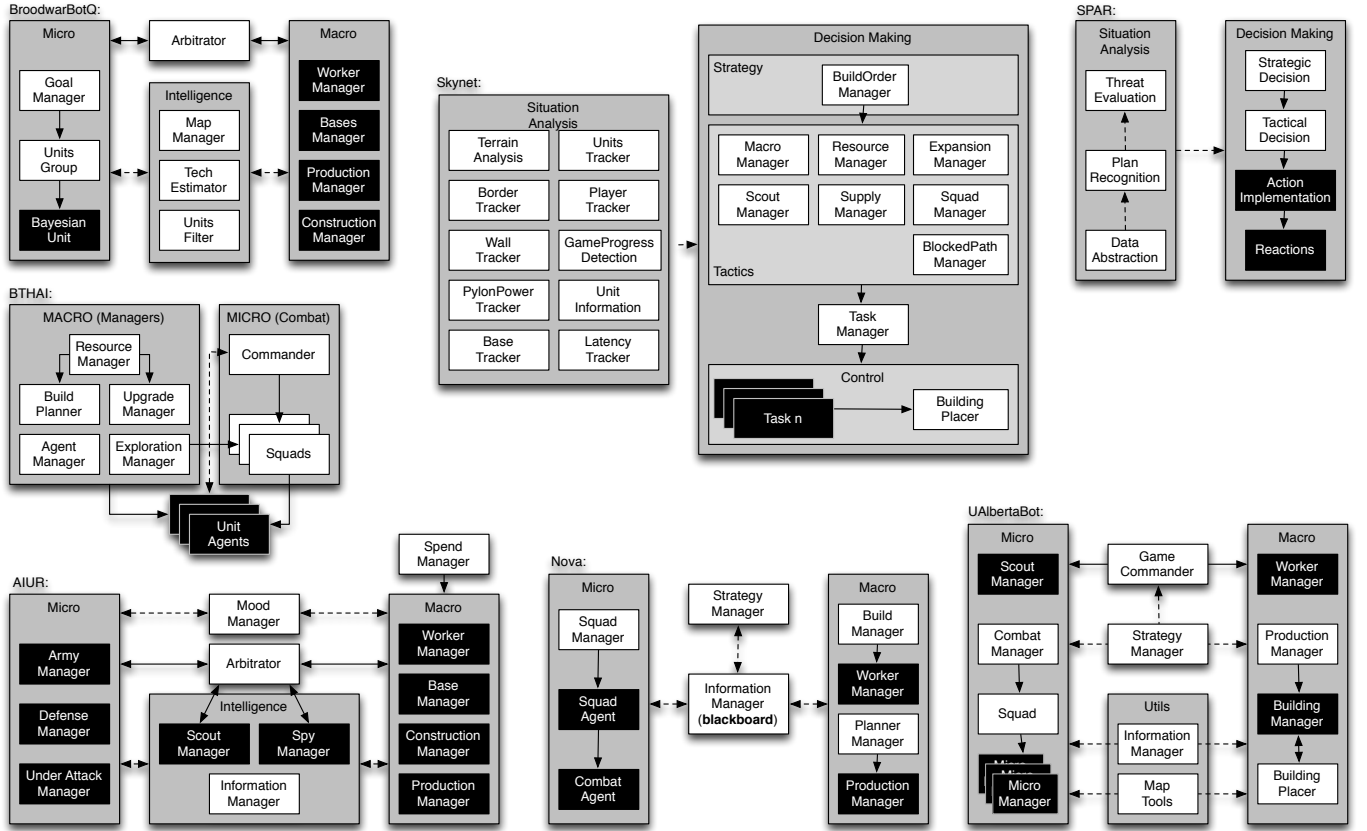 BroodwarBotQ:
Micro
Goal
Manager
Units
Group
Bayesian
Unit
Arbitrator
Intelligence
Map
Manager
Tech
Estimator
Units
Filter
Macro
Worker
Manager
Bases
Manager
Production
Manager
Construction
Manager
Skynet:
Situation
Analysis
Terrain
Analysis
Units
Tracker
Border
Tracker
Player
Tracker
Wall
Tracker
GameProgress
Detection
PylonPower
Tracker
Unit
Information
Base
Tracker
Latency
Tracker
Decision Making
Strategy
BuildOrder
Manager
Macro
Manager
Resource
Manager
Expansion
Manager
Scout
Manager
Supply
Manager
Squad
Manager
BlockedPath
Manager
Tactics
Task
Manager
Control
Task n
Building
Placer
SPAR:
Situation
Analysis
Threat
Evaluation
Plan
Recognition
Data
Abstraction
Decision Making
Strategic
Decision
Tactical
Decision
Action
Implementation
Reactions
BTHAI:
MACRO (Managers)
Resource
Manager
Build
Planner
Upgrade
Manager
Agent
Manager
Exploration
Manager
MICRO (Combat)
Commander
Squads
Unit
Agents
AIUR:
Micro
Army
Manager
Defense
Manager
Under Attack
Manager
Mood
Manager
Arbitrator
Intelligence
Scout
Manager
Spy
Manager
Information
Manager
Spend
Manager
Macro
Worker
Manager
Base
Manager
Construction
Manager
Production
Manager
Nova:
Micro
Squad
Manager
Squad
Agent
Combat
Agent
Strategy
Manager
Information
Manager
(blackboard)
Macro
Build
Manager
Worker
Manager
Planner
Manager
Production
Manager
UAlbertaBot:
Micro
Scout
Manager
Combat
Manager
Squad
Micro
Manager
Game
Commander
Strategy
Manager
Utils
Information
Manager
Map
Tools
Macro
Worker
Manager
Production
Manager
Building
Manager
Building
Placer